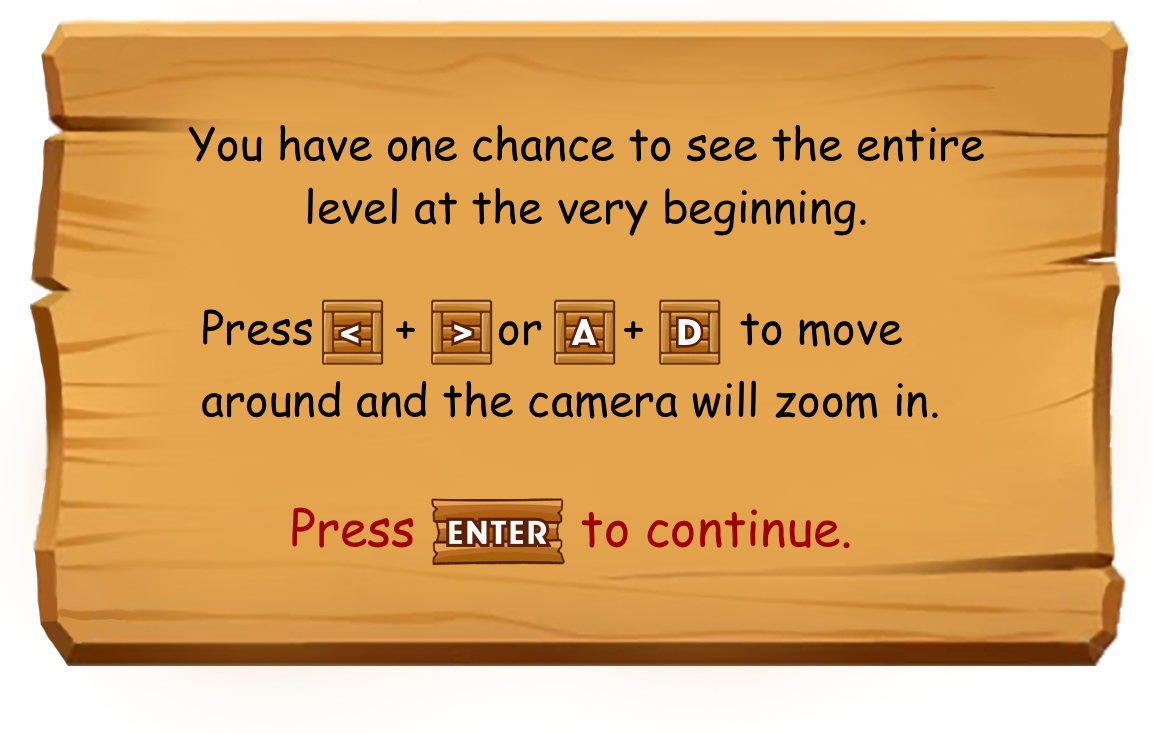 You have one chance to see the entire
level at the very beginning.
Press < + > or A + D to move
around and the camera will zoom in.
Press ENTER to continue.